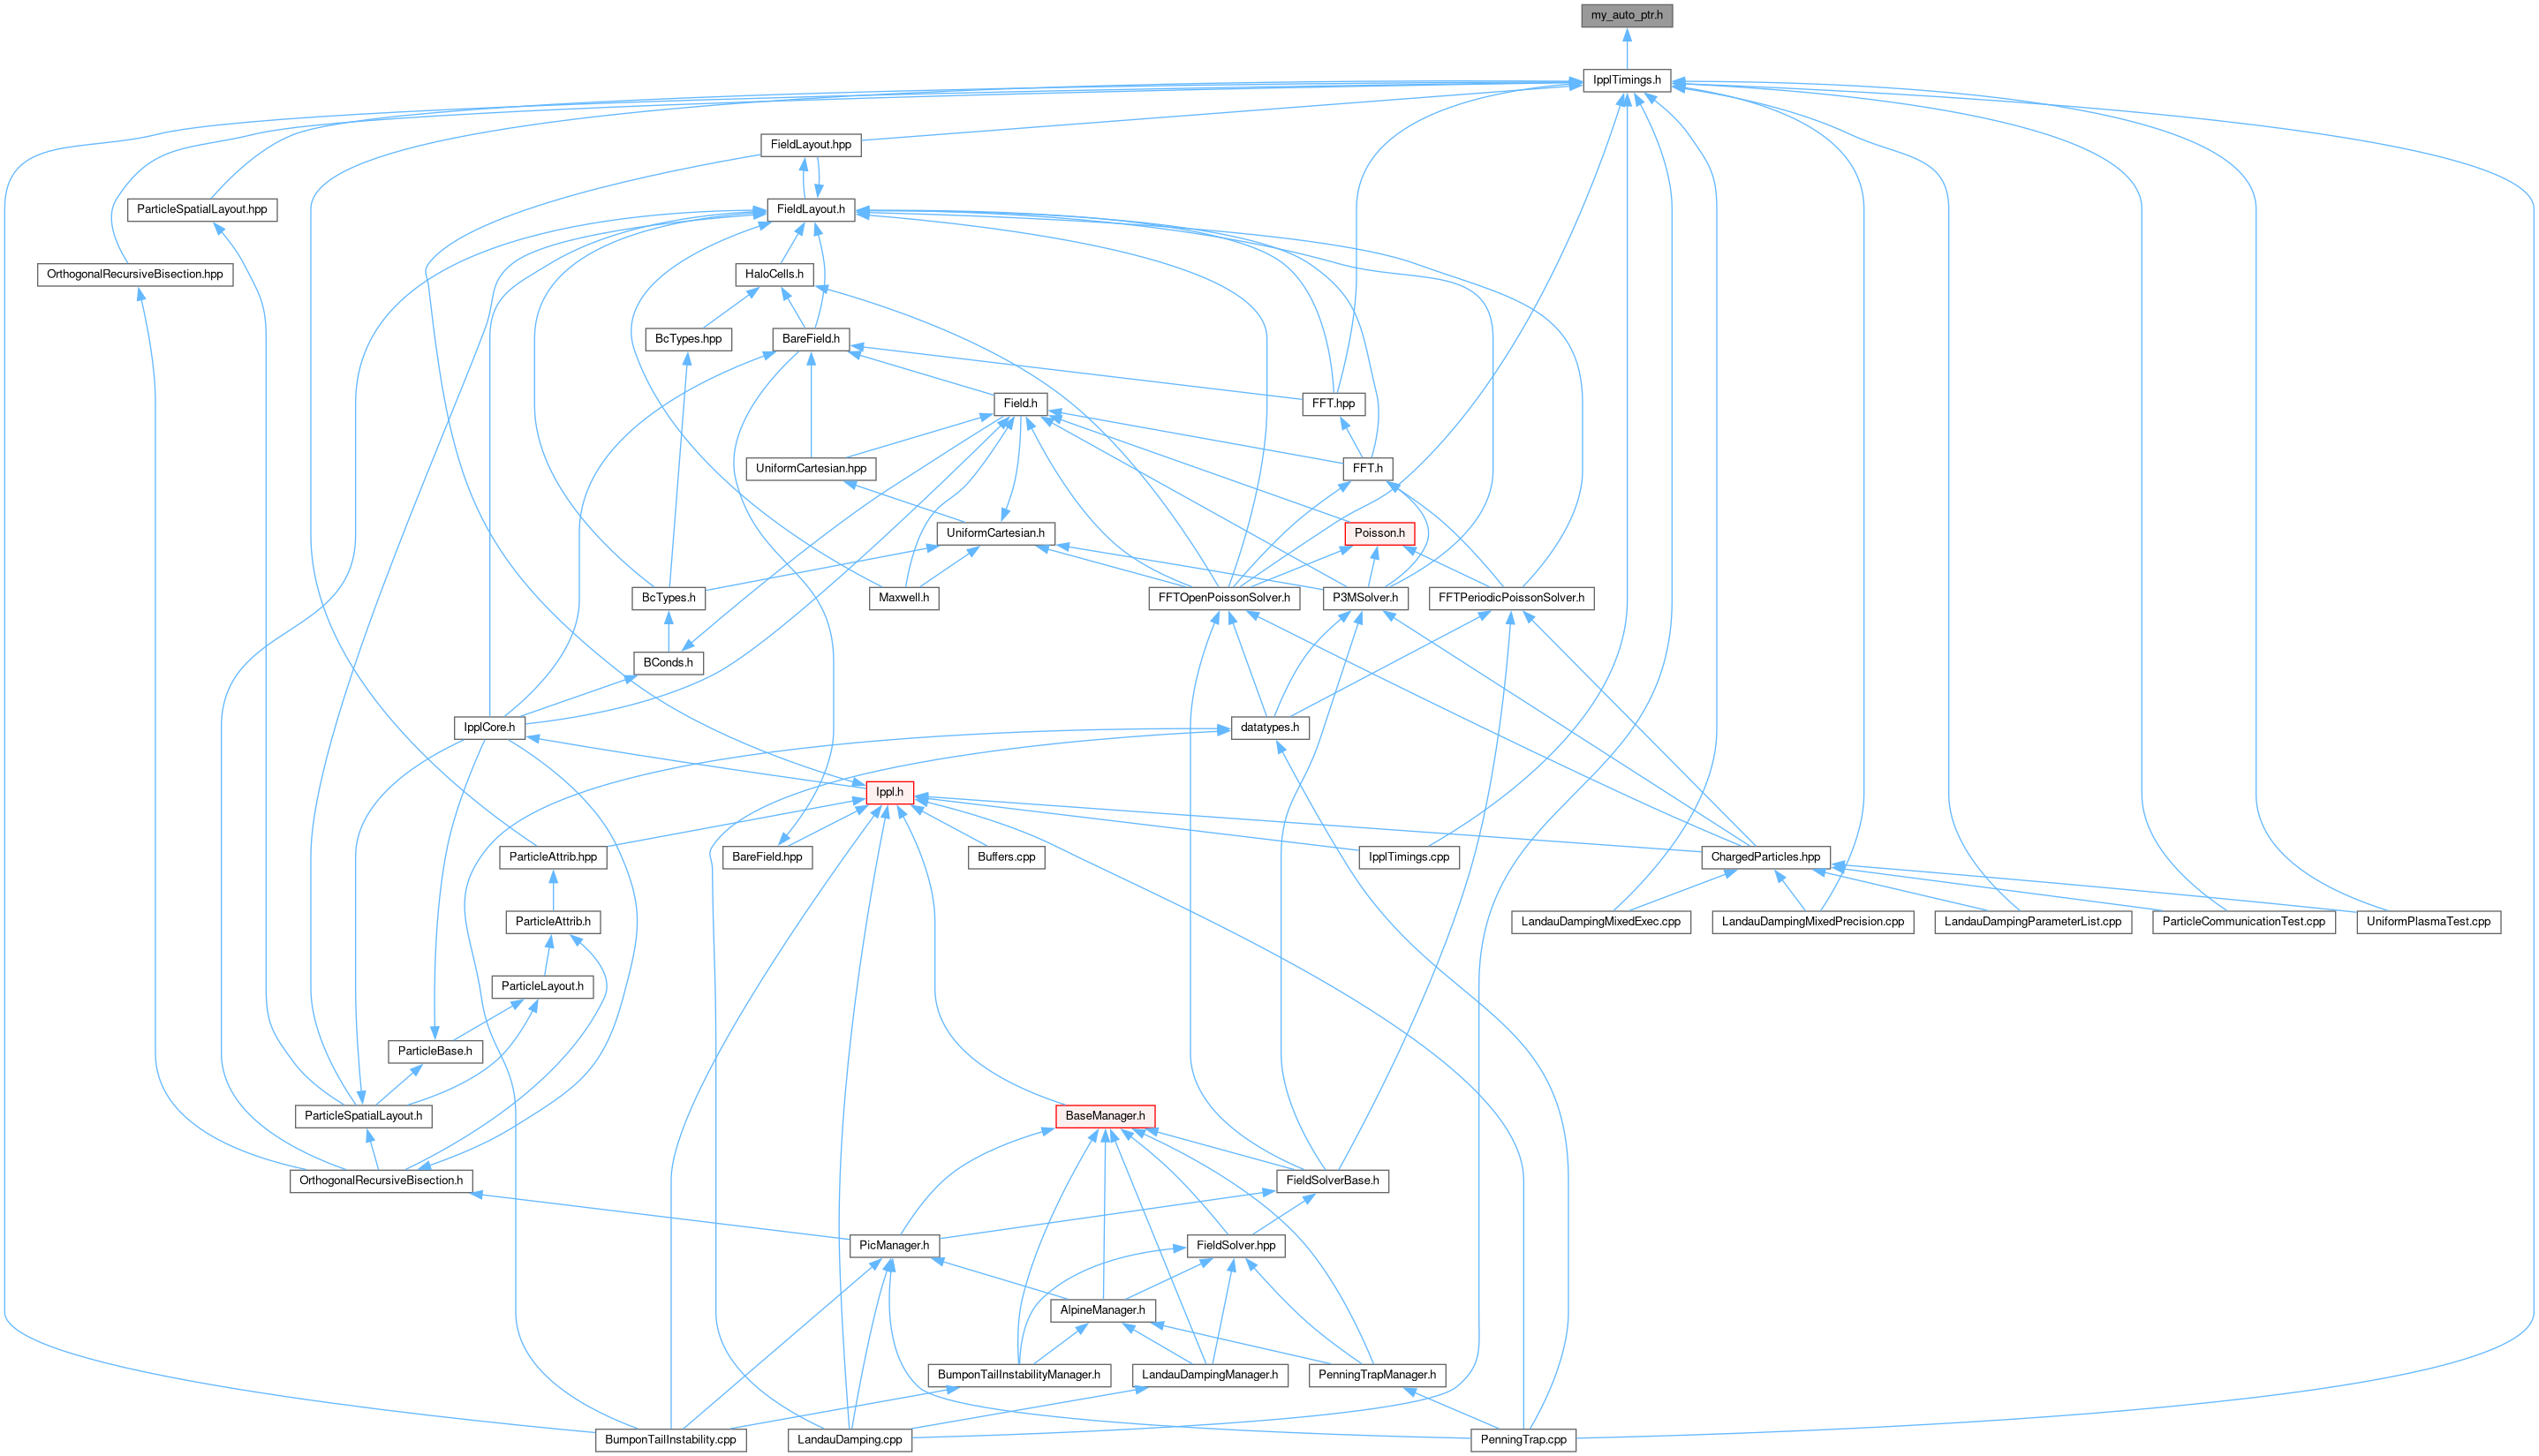 my_auto_ptr.h
IpplTimings.h
FieldLayout.hpp
ParticleSpatialLayout.hpp
FieldLayout.h
OrthogonalRecursiveBisection.hpp
HaloCells.h
BcTypes.hpp
BareField.h
Field.h
FFT.hpp
UniformCartesian.hpp
FFT.h
UniformCartesian.h
Poisson.h
BcTypes.h
Maxwell.h
FFTOpenPoissonSolver.h
P3MSolver.h
FFTPeriodicPoissonSolver.h
BConds.h
IpplCore.h
datatypes.h
Ippl.h
ParticleAttrib.hpp
BareField.hpp
Buffers.cpp
IpplTimings.cpp
ChargedParticles.hpp
ParticleAttrib.h
LandauDampingMixedExec.cpp
LandauDampingMixedPrecision.cpp
LandauDampingParameterList.cpp
ParticleCommunicationTest.cpp
UniformPlasmaTest.cpp
ParticleLayout.h
ParticleBase.h
ParticleSpatialLayout.h
BaseManager.h
OrthogonalRecursiveBisection.h
FieldSolverBase.h
PicManager.h
FieldSolver.hpp
AlpineManager.h
BumponTailInstabilityManager.h
LandauDampingManager.h
PenningTrapManager.h
BumponTailInstability.cpp
LandauDamping.cpp
PenningTrap.cpp